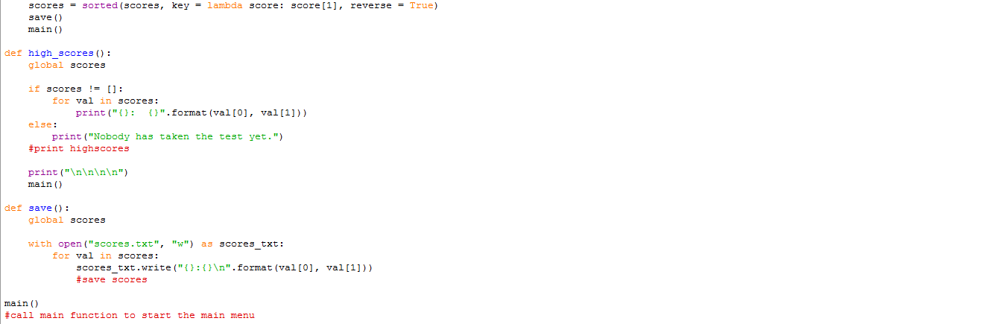 scores = sorted(scores, key = lambda score: score[1], reverse = True)
    save()
    main()

def high_scores():
    global scores

    if scores != []:
        for val in scores:
            print("{}:  {}".format(val[0], val[1]))
    else:
        print("Nobody has taken the test yet.")
    #print highscores

    print("\n\n\n\n")
    main()

def save():
    global scores

    with open("scores.txt", "w") as scores_txt:
        for val in scores:
            scores_txt.write("{}:{}\n".format(val[0], val[1]))
            #save scores

main()
#call main function to start the main menu